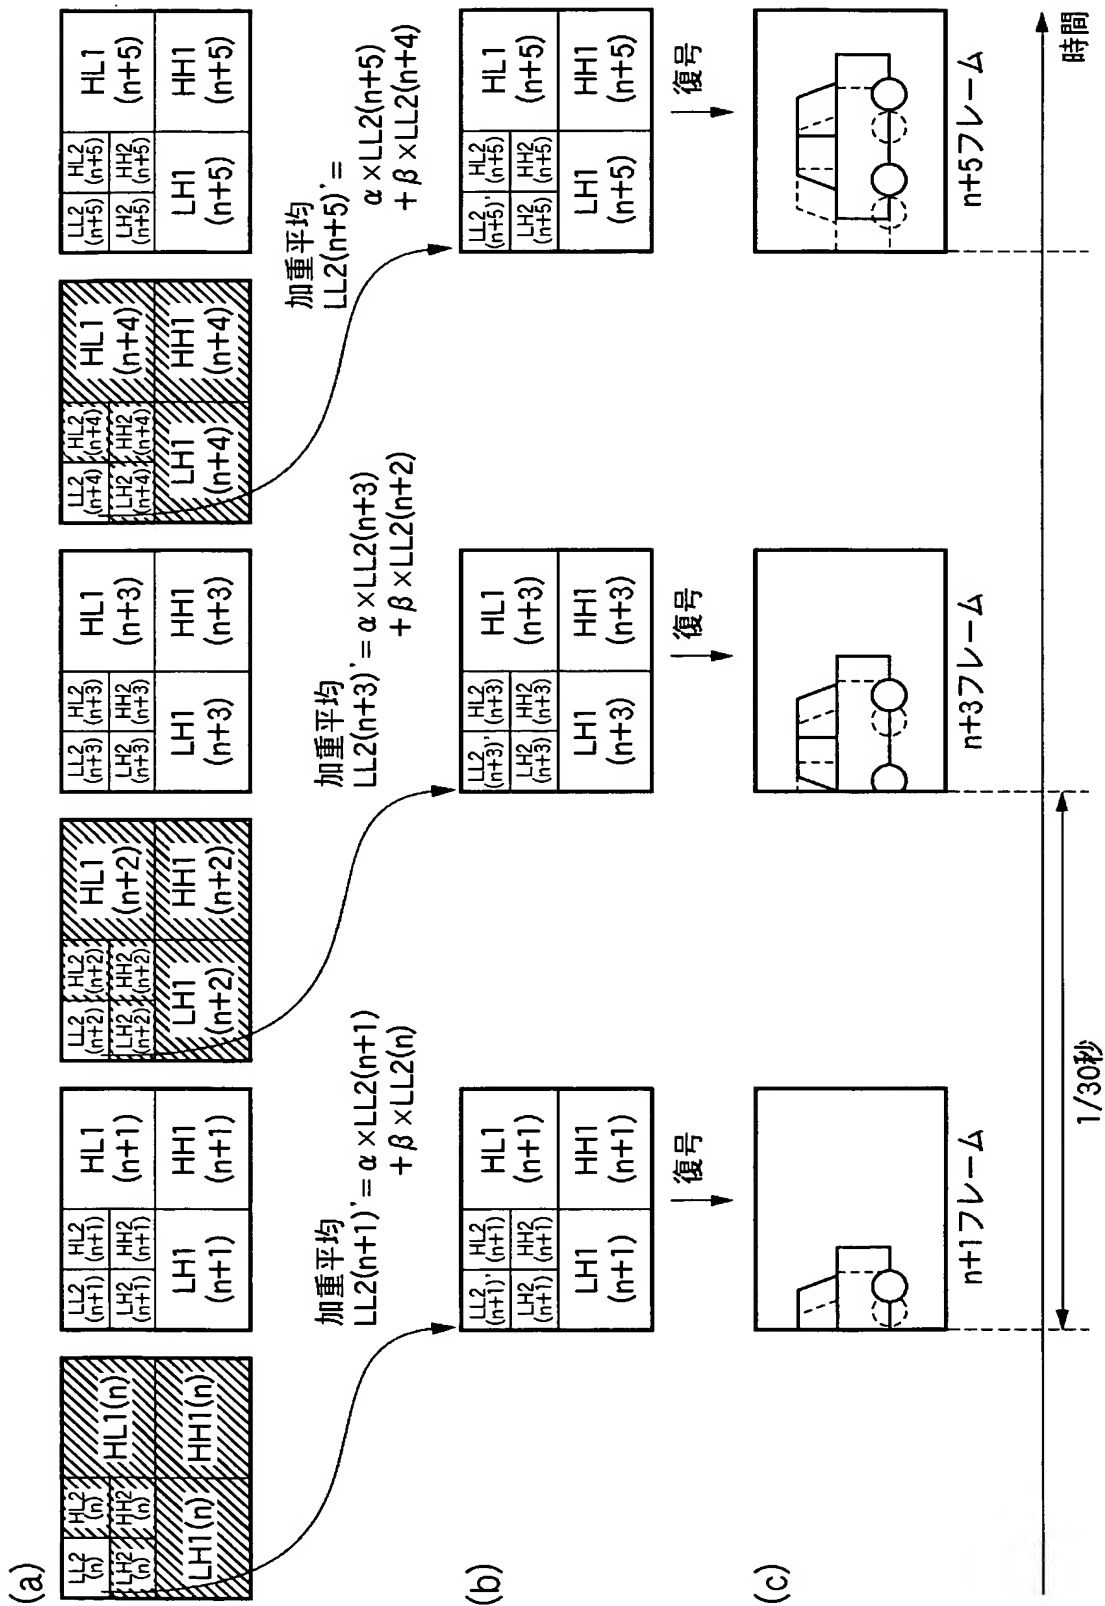 (a)
LL2
(n)
HL2
(n)
LH2
(n)
HH2
(n)
HL1(n)
LH1(n)
HH1(n)
LL2
(n+1)
HL2
(n+1)
LH2
(n+1)
HH2
(n+1)
HL1
(n+1)
LH1
(n+1)
HH1
(n+1)
LL2
(n+2)
HL2
(n+2)
LH2
(n+2)
HH2
(n+2)
HL1
(n+2)
LH1
(n+2)
HH1
(n+2)
LL2
(n+3)
HL2
(n+3)
LH2
(n+3)
HH2
(n+3)
HL1
(n+3)
LH1
(n+3)
HH1
(n+3)
LL2
(n+4)
HL2
(n+4)
LH2
(n+4)
HH2
(n+4)
HL1
(n+4)
LH1
(n+4)
HH1
(n+4)
LL2
(n+5)
HL2
(n+5)
LH2
(n+5)
HH2
(n+5)
HL1
(n+5)
LH1
(n+5)
HH1
(n+5)
加重平均
LL2(n+1)'=α×LL2(n+1)
+β×LL2(n)
加重平均
LL2(n+3)'=α×LL2(n+3)
+β×LL2(n+2)
加重平均
LL2(n+5)'=
α×LL2(n+5)
+β×LL2(n+4)
(b)
LL2
(n+1)'
HL2
(n+1)
LH2
(n+1)
HH2
(n+1)
HL1
(n+1)
LH1
(n+1)
HH1
(n+1)
LL2
(n+3)'
HL2
(n+3)
LH2
(n+3)
HH2
(n+3)
HL1
(n+3)
LH1
(n+3)
HH1
(n+3)
LL2
(n+5)'
HL2
(n+5)
LH2
(n+5)
HH2
(n+5)
HL1
(n+5)
LH1
(n+5)
HH1
(n+5)
復号
復号
復号
(c)
n+1フレーム
n+3フレーム
n+5フレーム
1/30秒
時間